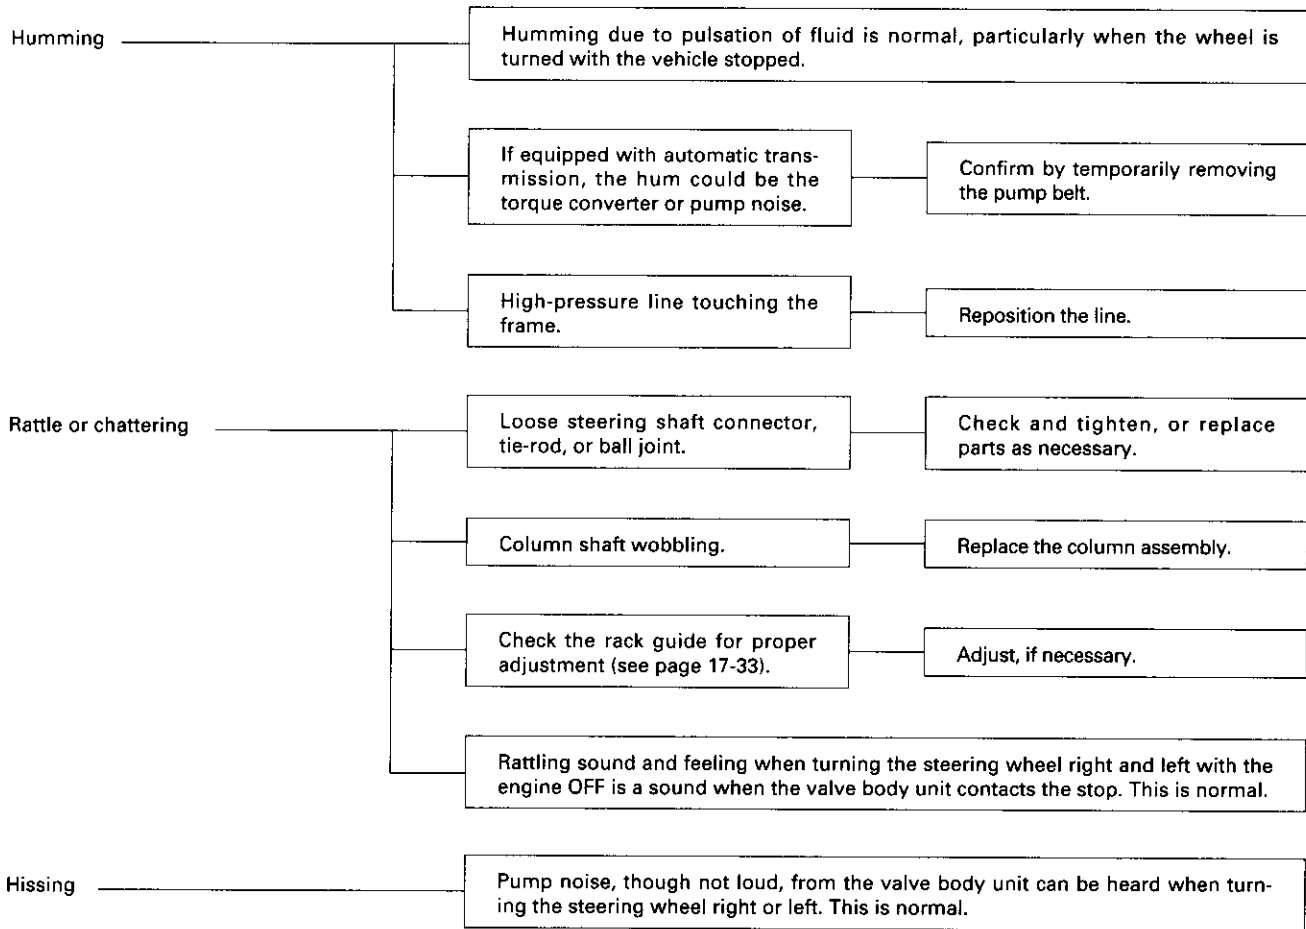 Humming
Humming due to pulsation of fluid is normal, particularly when the wheel is
turned with the vehicle stopped.
If equipped with automatic trans-
mission, the hum could be the
torque converter or pump noise.
Confirm by temporarily removing
the pump belt.
High-pressure line touching the
frame.
Reposition the line.
Rattle or chattering
Loose steering shaft connector,
tie-rod, or ball joint.
Check and tighten, or replace
parts as necessary.
Column shaft wobbling.
Replace the column assembly.
Check the rack guide for proper
adjustment (see page 17-33).
Adjust, if necessary.
Rattling sound and feeling when turning the steering wheel right and left with the
engine OFF is a sound when the valve body unit contacts the stop. This is normal.
Hissing
Pump noise, though not loud, from the valve body unit can be heard when turn-
ing the steering wheel right or left. This is normal.